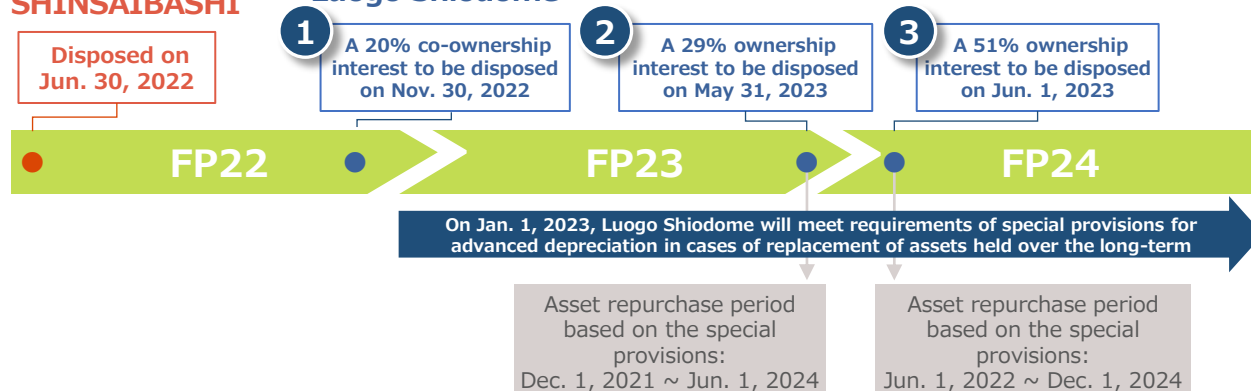 SHINSAIBASHI
Luogo Shiodome
Disposed on
Jun. 30, 2022
1
A 20% co-ownership
interest to be disposed
on Nov. 30, 2022
2
A 29% ownership
interest to be disposed
on May 31, 2023
3
A 51% ownership
interest to be disposed
on Jun. 1, 2023
FP22
FP23
FP24
On Jan. 1, 2023, Luogo Shiodome will meet requirements of special provisions for
advanced depreciation in cases of replacement of assets held over the long-term
Asset repurchase period
based on the special
provisions:
Dec. 1, 2021 ~ Jun. 1, 2024
Asset repurchase period
based on the special
provisions:
Jun. 1, 2022 ~ Dec. 1, 2024